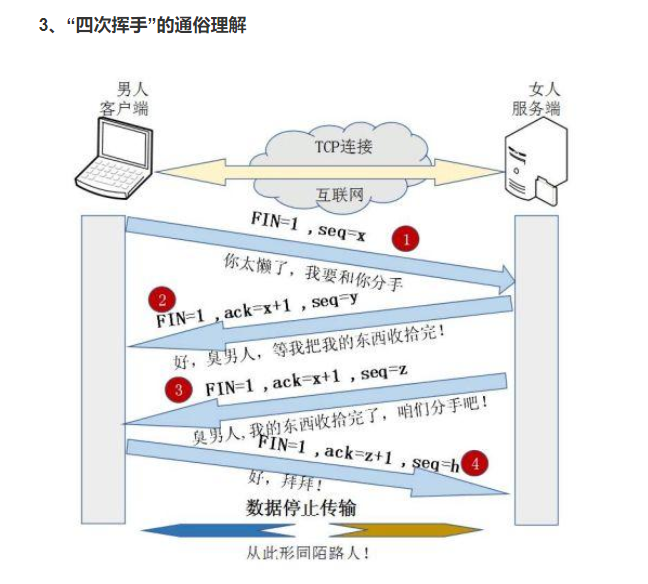 3、“四次挥手”的通俗理解
男人
客户端
女人
服务端
TCP连接
互联网
FIN=1 ,seq=x
1
你太懒了，我要和你分手
2
FIN=1 ,ack=x+1 ,seq=y
好，臭男人，等我把我的东西收拾完！
3
FIN=1 ,ack=x+1 ,seq=z
臭男人,我的东西收拾完了，咱们分手吧！
FIN=1 ,ack=z+1 ,seq=h
4
好，拜拜！
数据停止传输
从此形同陌路人！